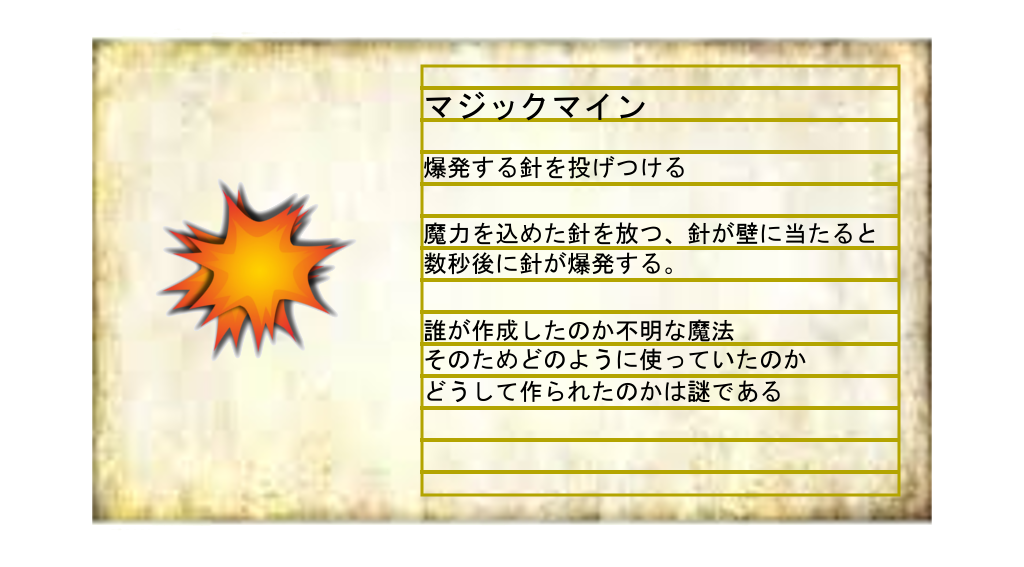 マジックマイン
爆発する針を投げつける
魔力を込めた針を放つ、針が壁に当たると
数秒後に針が爆発する。
誰が作成したのか不明な魔法
そのためどのように使っていたのか
どうして作られたのかは謎である